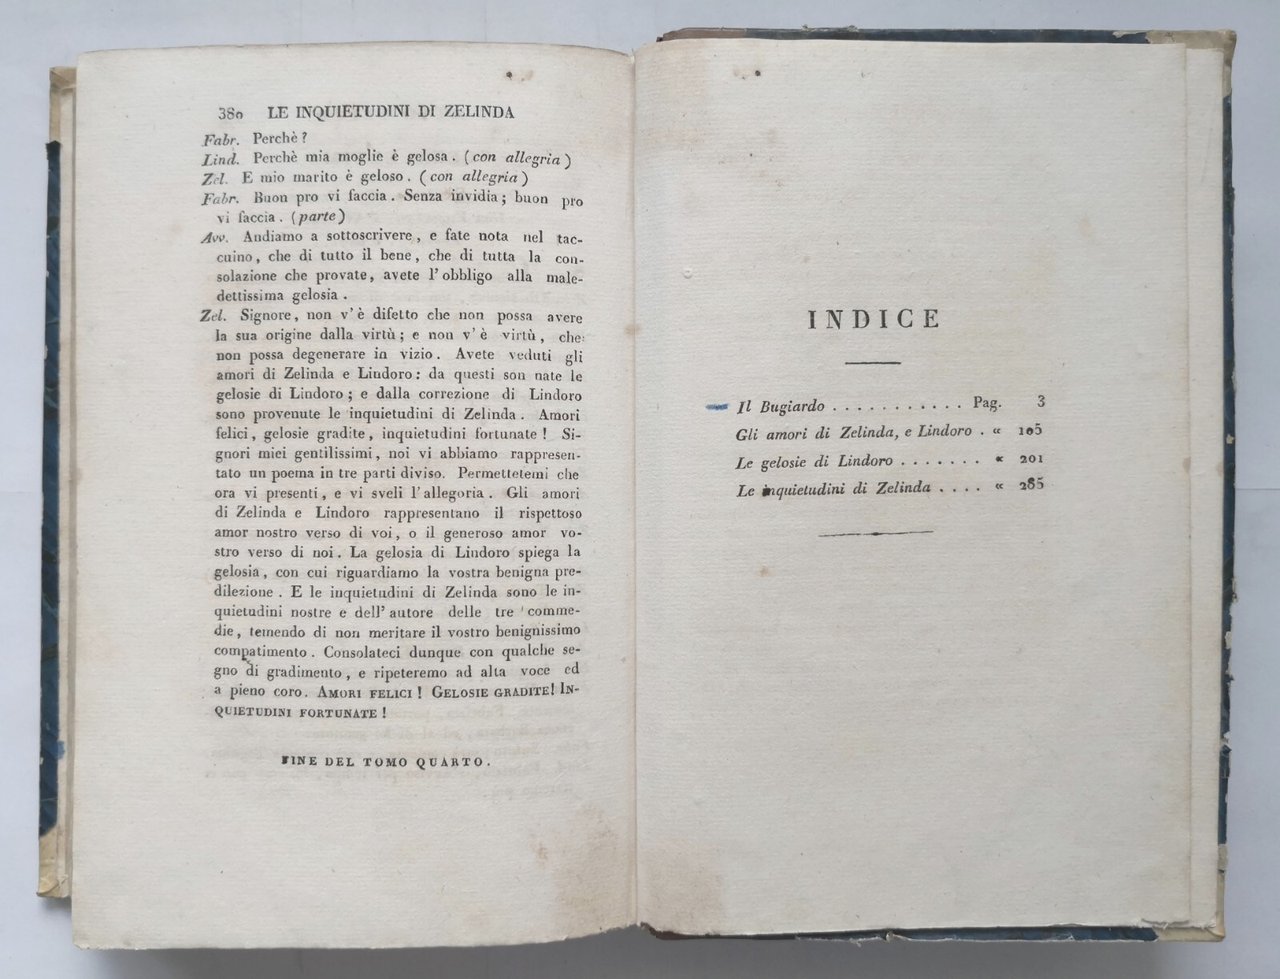 380 LE INQUIETUDINI DI ZELINDA
Fabr. Perchè?
Lind. Perchè mia moglie è gelosa. (con allegria)
Zel. E mio marito è geloso. (con allegria)
Fabr. Buon pro vi faccia. Senza invidia; buon pro
vi faccia. (parte)
Avv. Andiamo a sottoscrivere, e fate nota nel tac-
cuino, che di tutto il bene, che di tutta la con-
solazione che provate, avete l'obbligo alla male-
dettissima gelosia.
Zel. Signore, non v'è difetto che non possa avere
la sua origine dalla virtù; e non v'è virtù, che
non possa degenerare in vizio. Avete veduti gli
amori di Zelinda e Lindoro: da questi son nate le
gelosie di Lindoro; e dalla correzione di Lindoro
sono provenute le inquietudini di Zelinda. Amori
felici, gelosie gradite, inquietudini fortunate! Si-
gnori miei gentilissimi, noi vi abbiamo rappresen-
tato un poema in tre parti diviso. Permettetemi che
ora vi presenti, e vi sveli l'allegoria. Gli amori
di Zelinda e Lindoro rappresentano il rispettoso
amor nostro verso di voi, o il generoso amor vo-
stro verso di noi. La gelosia di Lindoro spiega la
gelosia, con cui riguardiamo la vostra benigna pre-
dilezione. E le inquietudini di Zelinda sono le in-
quietudini nostre e dell'autore delle tre comme-
die, temendo di non meritare il vostro benignissimo
compatimento. Consolateci dunque con qualche se-
gno di gradimento, e ripeteremo ad alta voce ed
a pieno coro. AMORI FELICI! GELOSIE GRADITE! IN-
QUIETUDINI FORTUNATE!
FINE DEL TOMO QUARTO.
INDICE
Il Bugiardo . . . . . . . . . . . Pag. 3
Gli amori di Zelinda, e Lindoro . « 105
Le gelosie di Lindoro . . . . . . . « 201
Le inquietudini di Zelinda . . . . « 285